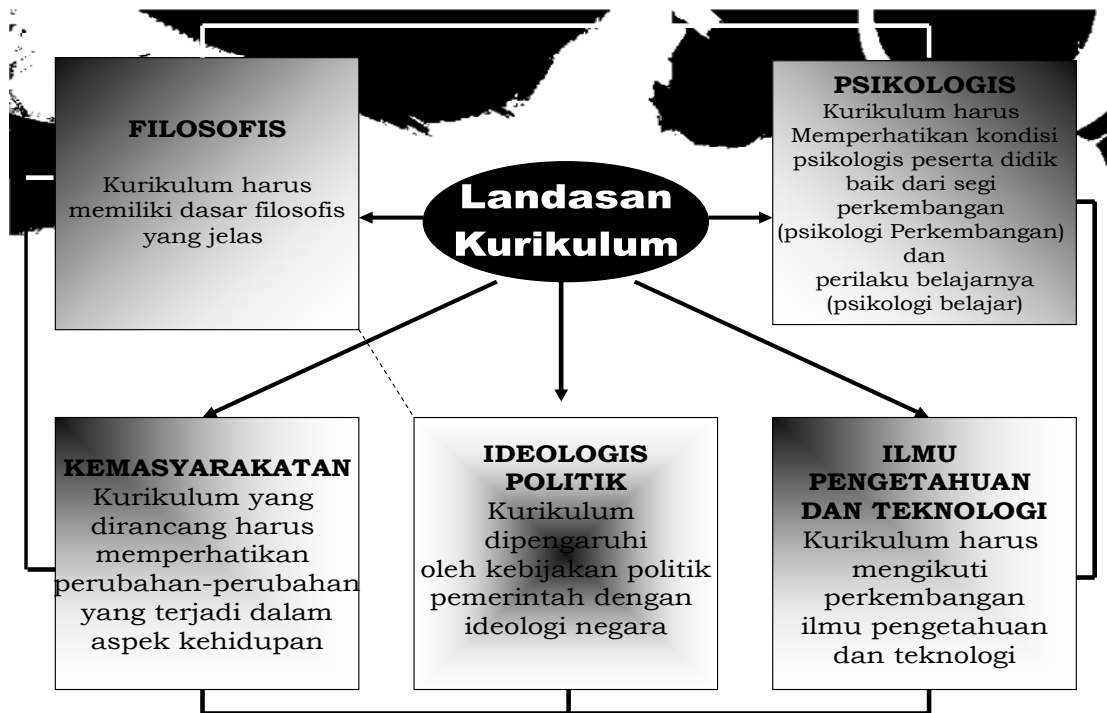 FILOSOFIS
Kurikulum harus
memiliki dasar filosofis
yang jelas
Landasan
Kurikulum
PSIKOLOGIS
Kurikulum harus
Memperhatikan kondisi
psikologis peserta didik
baik dari segi
perkembangan
(psikologi Perkembangan)
dan
perilaku belajarnya
(psikologi belajar)
KEMASYARAKATAN
Kurikulum yang
dirancang harus
memperhatikan
perubahan-perubahan
yang terjadi dalam
aspek kehidupan
IDEOLOGIS
POLITIK
Kurikulum
dipengaruhi
oleh kebijakan politik
pemerintah dengan
ideologi negara
ILMU
PENGETAHUAN
DAN TEKNOLOGI
Kurikulum harus
mengikuti
perkembangan
ilmu pengetahuan
dan teknologi